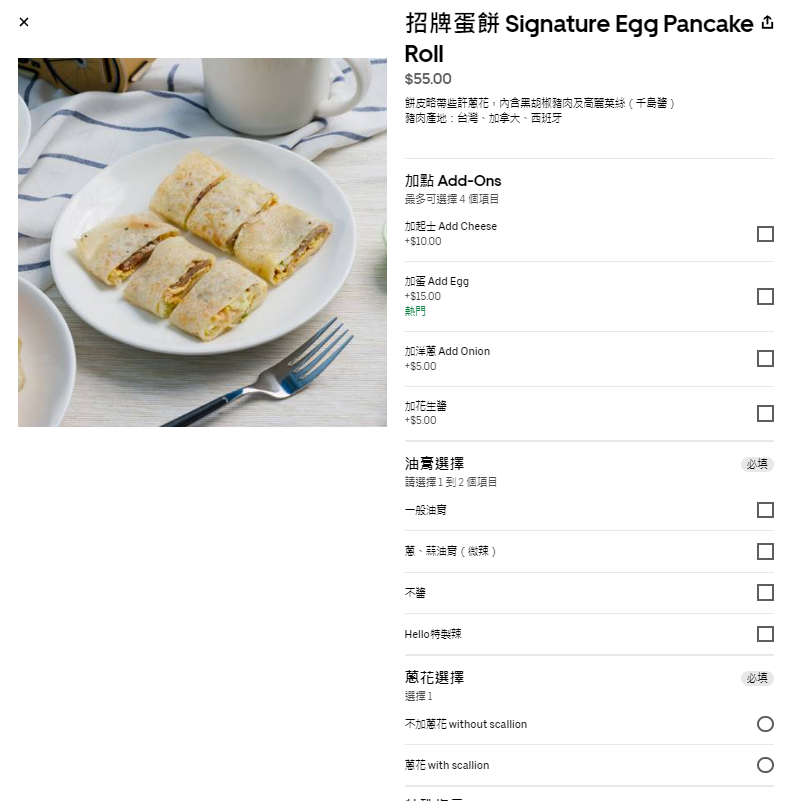 招牌蛋餅 Signature Egg Pancake
Roll
$55.00
餅皮略帶些許蔥花，內含黑胡椒豬肉及高麗菜絲（千島醬）
豬肉產地：台灣、加拿大、西班牙
加點 Add-Ons
最多可選擇 4 個項目
加起士 Add Cheese
+$10.00
加蛋 Add Egg
+$15.00
熱門
加洋蔥 Add Onion
+$5.00
加花生醬
+$5.00
油膏選擇
必填
請選擇 1 到 2 個項目
一般油膏
蔥、蒜油膏（微辣）
不醬
Hello特製辣
蔥花選擇
必填
選擇 1
不加蔥花 without scallion
蔥花 with scallion